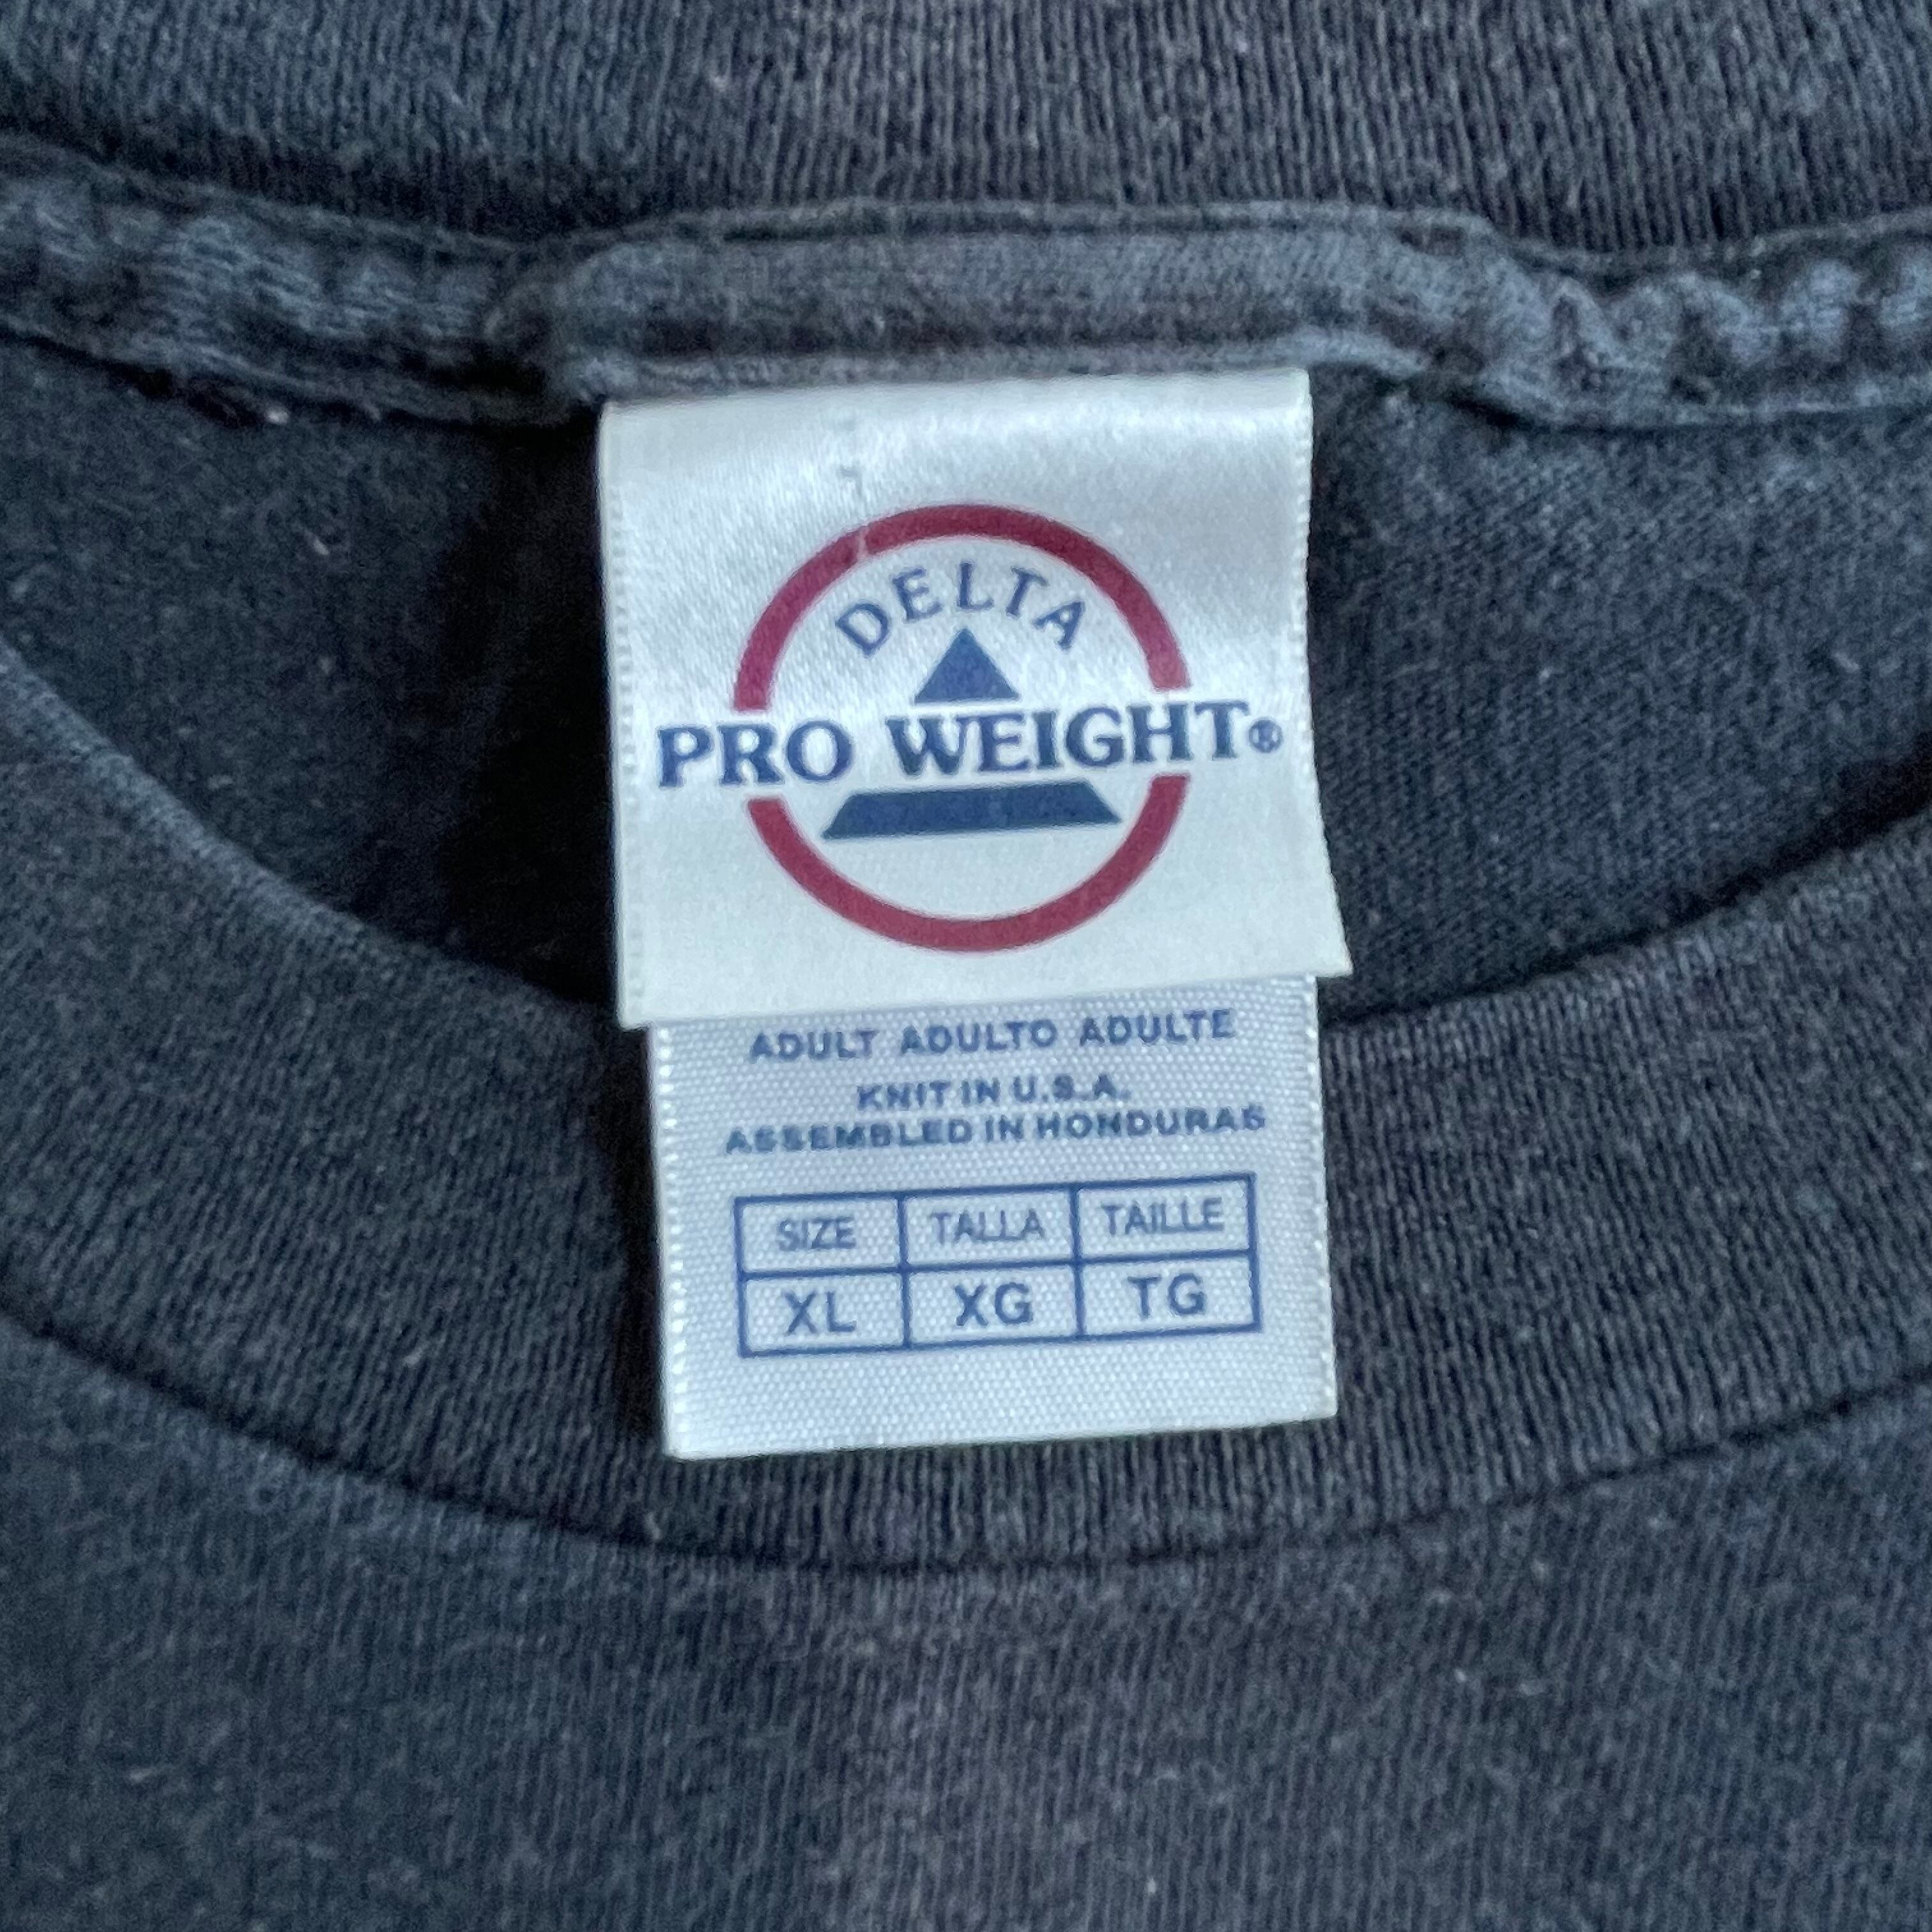 DELTA
PRO WEIGHT®
ADULT ADULTO ADULTE
KNIT IN U.S.A.
ASSEMBLED IN HONDURAS
SIZE TALLA TAILLE
XL XG TG